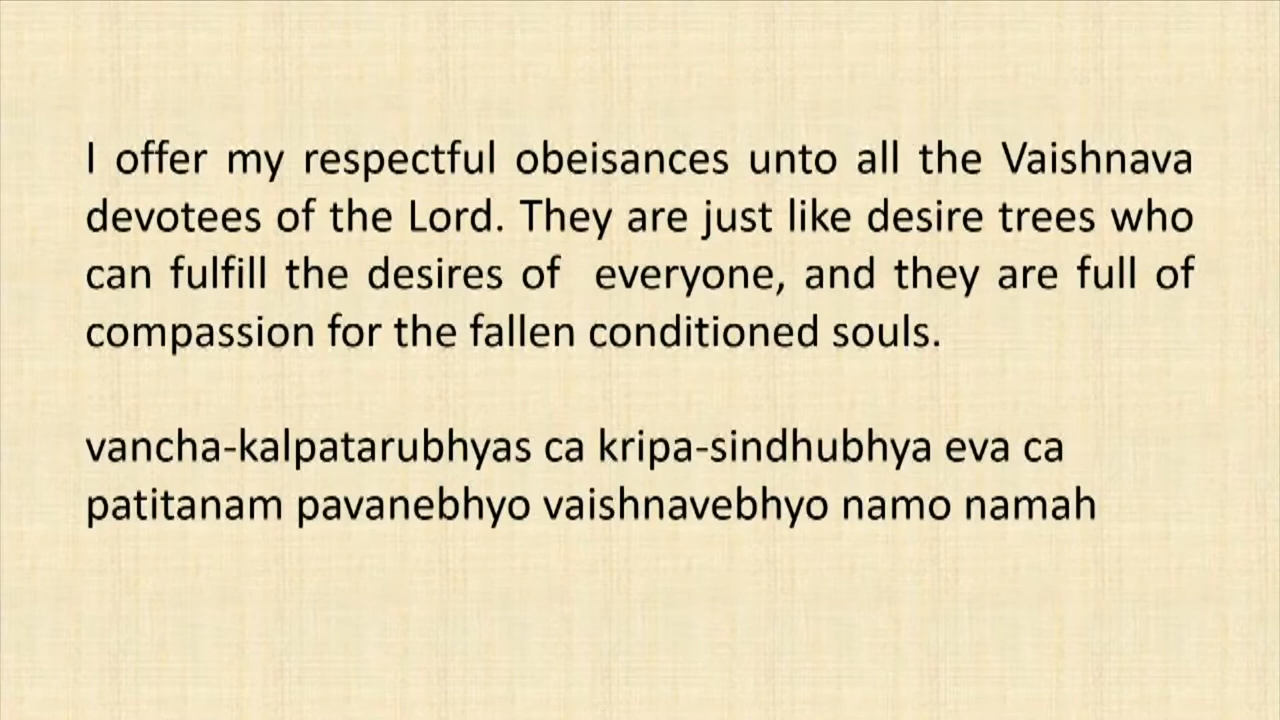 I offer my respectful obeisances unto all the Vaishnava
devotees of the Lord. They are just like desire trees who
can fulfill the desires of everyone, and they are full of
compassion for the fallen conditioned souls.
vancha-kalpatarubhyas ca kripa-sindhubhya eva ca
patitanam pavanebhyo vaishnavebhyo namo namah